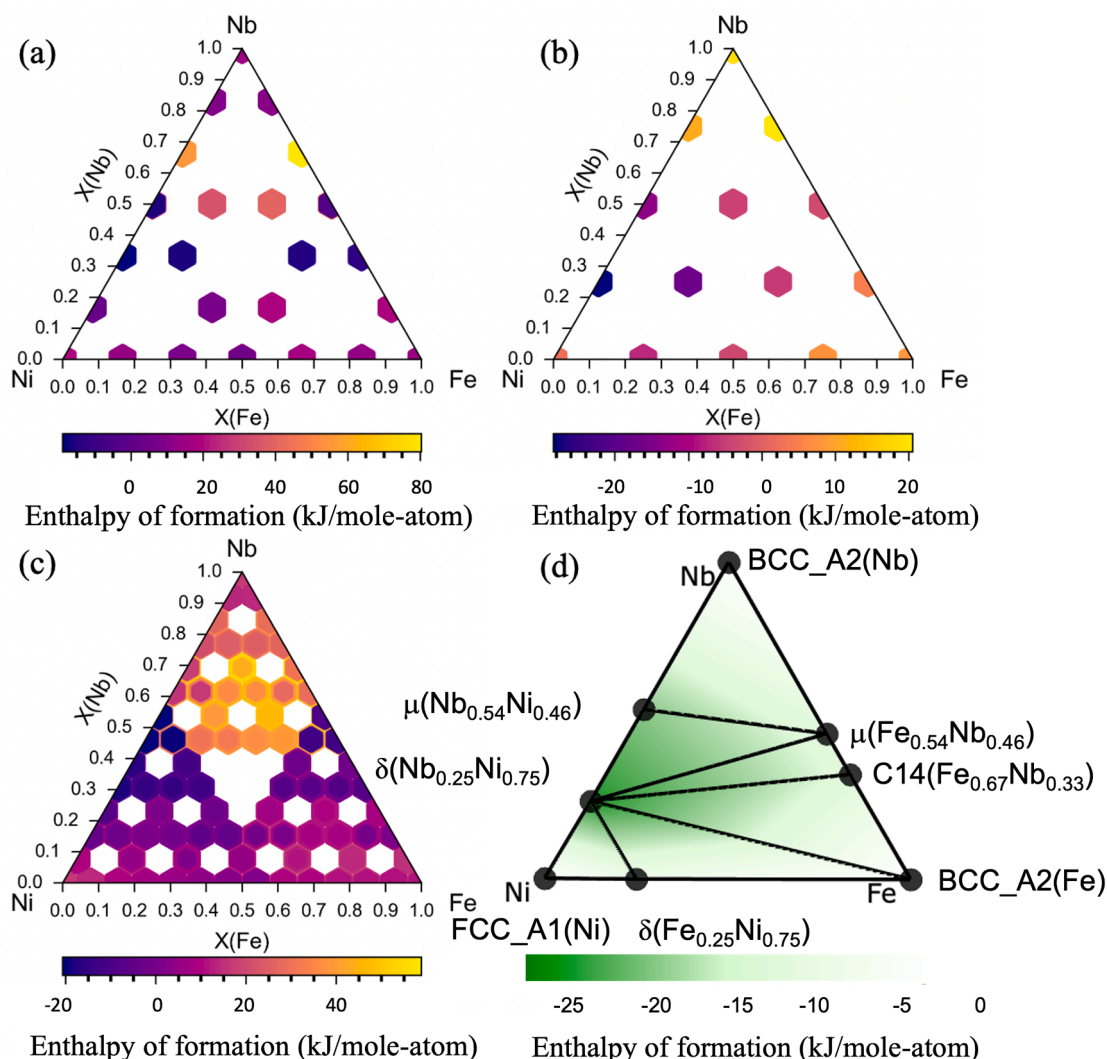 (a)
Nb
1.0
0.9
0.8
0.7
0.6
0.5
0.4
0.3
0.2
0.1
0.0
X(Nb)
Ni
Fe
0.0 0.1 0.2 0.3 0.4 0.5 0.6 0.7 0.8 0.9 1.0
X(Fe)
0 20 40 60 80
Enthalpy of formation (kJ/mole-atom)
(b)
Nb
1.0
0.9
0.8
0.7
0.6
0.5
0.4
0.3
0.2
0.1
0.0
X(Nb)
Ni
Fe
0.0 0.1 0.2 0.3 0.4 0.5 0.6 0.7 0.8 0.9 1.0
X(Fe)
-20 -10 0 10 20
Enthalpy of formation (kJ/mole-atom)
(c)
Nb
1.0
0.9
0.8
0.7
0.6
0.5
0.4
0.3
0.2
0.1
0.0
X(Nb)
Ni
Fe
0.0 0.1 0.2 0.3 0.4 0.5 0.6 0.7 0.8 0.9 1.0
X(Fe)
-20 0 20 40
Enthalpy of formation (kJ/mole-atom)
(d)
Nb
BCC_A2(Nb)
μ(Nb₀.₅₄Ni₀.₄₆)
μ(Fe₀.₅₄Nb₀.₄₆)
δ(Nb₀.₂₅Ni₀.₇₅)
C14(Fe₀.₆₇Nb₀.₃₃)
Ni
Fe
BCC_A2(Fe)
FCC_A1(Ni) δ(Fe₀.₂₅Ni₀.₇₅)
-25 -20 -15 -10 -5 0
Enthalpy of formation (kJ/mole-atom)